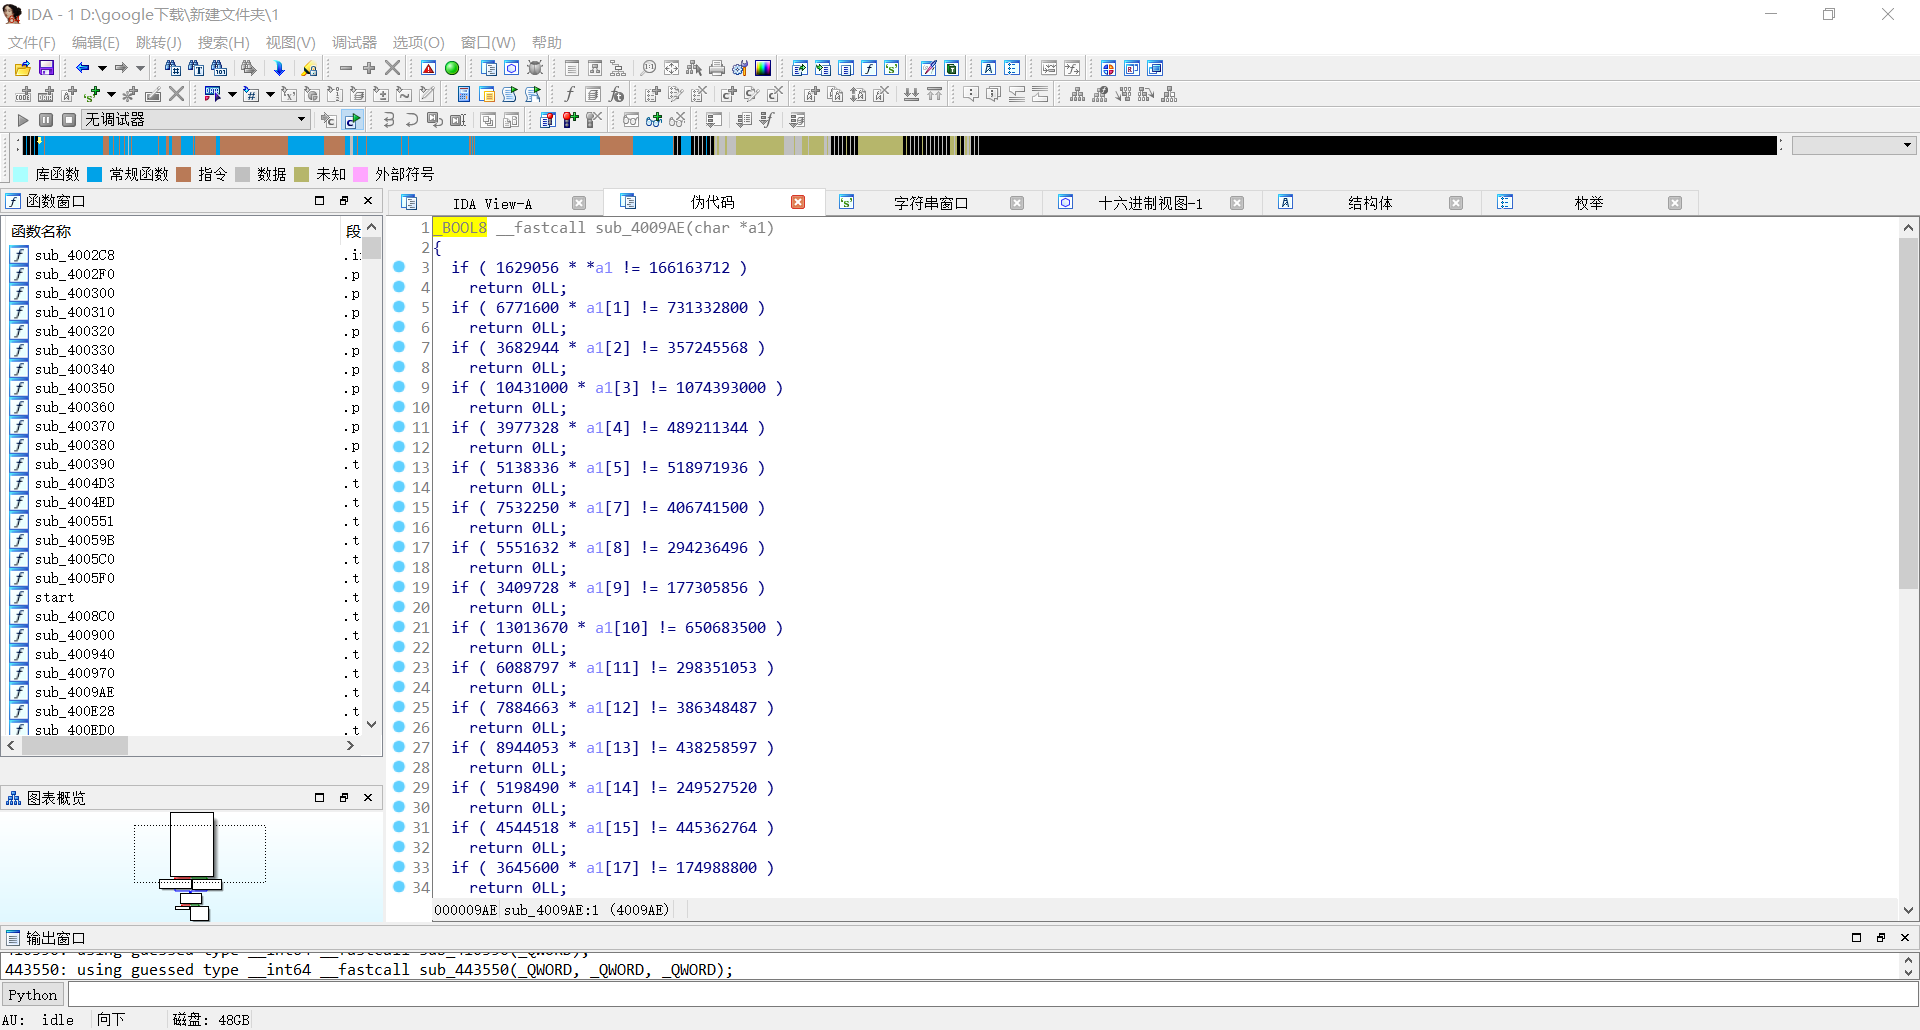 IDA - 1 D:\google下载\新建文件夹\1
文件(F) 编辑(E) 跳转(J) 搜索(H) 视图(V) 调试器 选项(O) 窗口(W) 帮助
无调试器
库函数 常规函数 指令 数据 未知 外部符号
函数窗口
函数名称 段
sub_4002C8 .i
sub_4002F0 .p
sub_400300 .p
sub_400310 .p
sub_400320 .p
sub_400330 .p
sub_400340 .p
sub_400350 .p
sub_400360 .p
sub_400370 .p
sub_400380 .p
sub_400390 .t
sub_4004D3 .t
sub_4004ED .t
sub_400551 .t
sub_40059B .t
sub_4005C0 .t
sub_4005F0 .t
start .t
sub_4008C0 .t
sub_400900 .t
sub_400940 .t
sub_400970 .t
sub_4009AE .t
sub_400E28 .t
sub_400ED0 .t
图表概览
IDA View-A 伪代码 字符串窗口 十六进制视图-1 结构体 枚举
1 _BOOL8 __fastcall sub_4009AE(char *a1)
2 {
3 if ( 1629056 * *a1 != 166163712 )
4 return 0LL;
5 if ( 6771600 * a1[1] != 731332800 )
6 return 0LL;
7 if ( 3682944 * a1[2] != 357245568 )
8 return 0LL;
9 if ( 10431000 * a1[3] != 1074393000 )
10 return 0LL;
11 if ( 3977328 * a1[4] != 489211344 )
12 return 0LL;
13 if ( 5138336 * a1[5] != 518971936 )
14 return 0LL;
15 if ( 7532250 * a1[7] != 406741500 )
16 return 0LL;
17 if ( 5551632 * a1[8] != 294236496 )
18 return 0LL;
19 if ( 3409728 * a1[9] != 177305856 )
20 return 0LL;
21 if ( 13013670 * a1[10] != 650683500 )
22 return 0LL;
23 if ( 6088797 * a1[11] != 298351053 )
24 return 0LL;
25 if ( 7884663 * a1[12] != 386348487 )
26 return 0LL;
27 if ( 8944053 * a1[13] != 438258597 )
28 return 0LL;
29 if ( 5198490 * a1[14] != 249527520 )
30 return 0LL;
31 if ( 4544518 * a1[15] != 445362764 )
32 return 0LL;
33 if ( 3645600 * a1[17] != 174988800 )
34 return 0LL;
000009AE sub_4009AE:1 (4009AE)
输出窗口
443550: using guessed type __int64 __fastcall sub_443550(_QWORD, _QWORD, _QWORD);
Python
AU: idle 向下 磁盘: 48GB